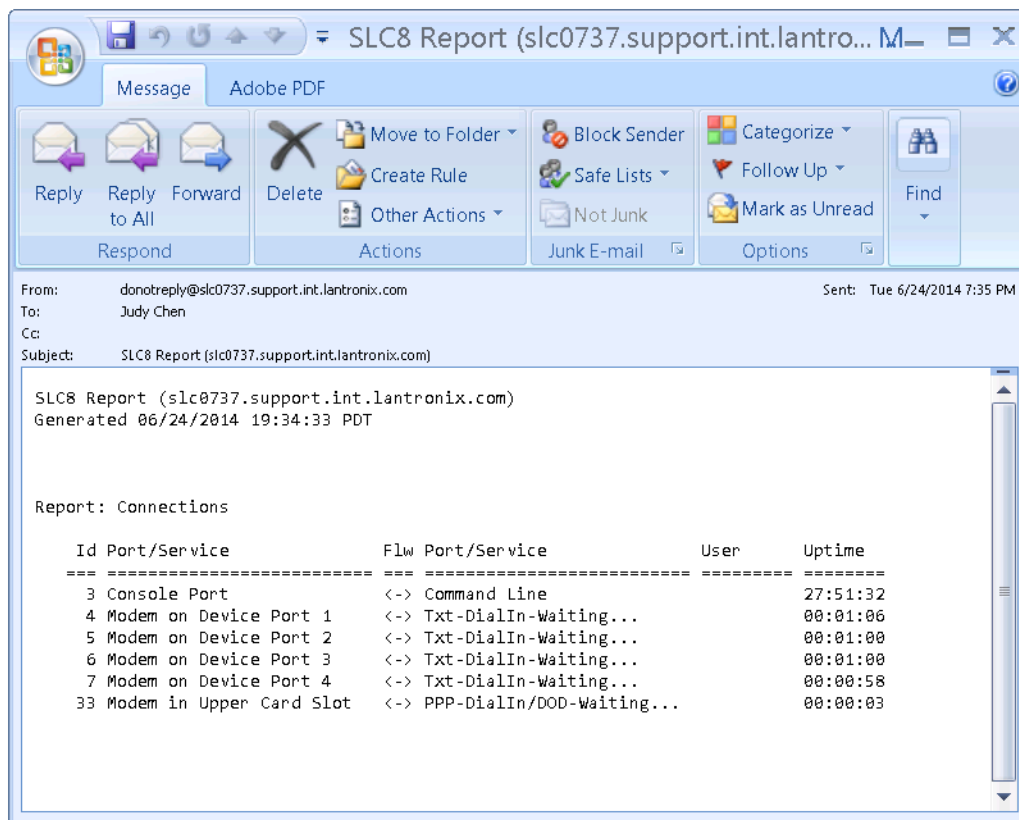 SLC8 Report (slc0737.support.int.lantro... M
Message Adobe PDF
Reply
Reply to All
Forward
Respond
Delete
Move to Folder
Create Rule
Other Actions
Actions
Block Sender
Safe Lists
Not Junk
Junk E-mail
Categorize
Follow Up
Mark as Unread
Options
Find
From: donotreply@slc0737.support.int.lantronix.com Sent: Tue 6/24/2014 7:35 PM
To: Judy Chen
Cc:
Subject: SLC8 Report (slc0737.support.int.lantronix.com)
SLC8 Report (slc0737.support.int.lantronix.com)
Generated 06/24/2014 19:34:33 PDT
Report: Connections
Id Port/Service Flw Port/Service User Uptime
=== ========================== === ========================== ========= ========
3 Console Port <-> Command Line 27:51:32
4 Modem on Device Port 1 <-> Txt-DialIn-Waiting... 00:01:06
5 Modem on Device Port 2 <-> Txt-DialIn-Waiting... 00:01:00
6 Modem on Device Port 3 <-> Txt-DialIn-Waiting... 00:01:00
7 Modem on Device Port 4 <-> Txt-DialIn-Waiting... 00:00:58
33 Modem in Upper Card Slot <-> PPP-DialIn/DOD-Waiting... 00:00:03